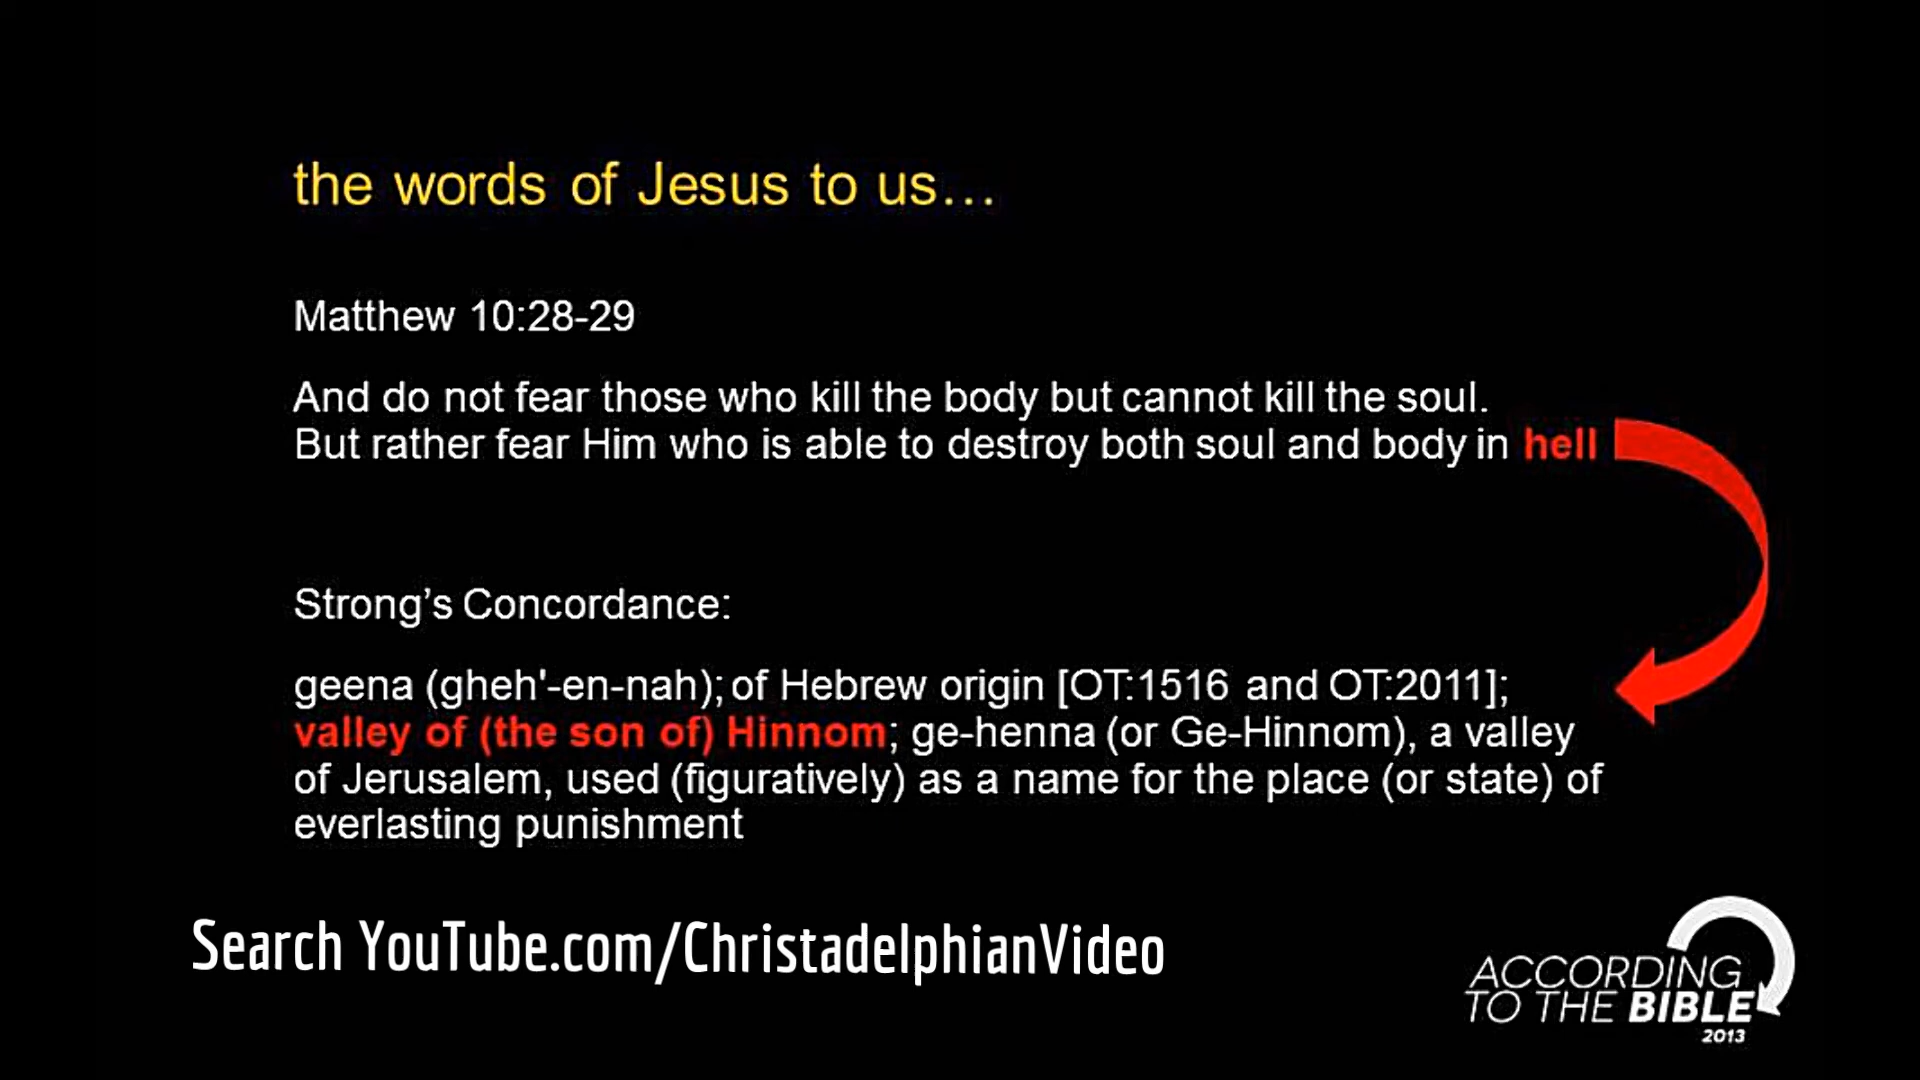 the words of Jesus to us…
Matthew 10:28-29
And do not fear those who kill the body but cannot kill the soul.
But rather fear Him who is able to destroy both soul and body in hell
Strong’s Concordance:
geena (gheh'-en-nah); of Hebrew origin [OT:1516 and OT:2011];
valley of (the son of) Hinnom; ge-henna (or Ge-Hinnom), a valley
of Jerusalem, used (figuratively) as a name for the place (or state) of
everlasting punishment
Search YouTube.com/ChristadelphianVideo
ACCORDING
TO THE BIBLE
2013